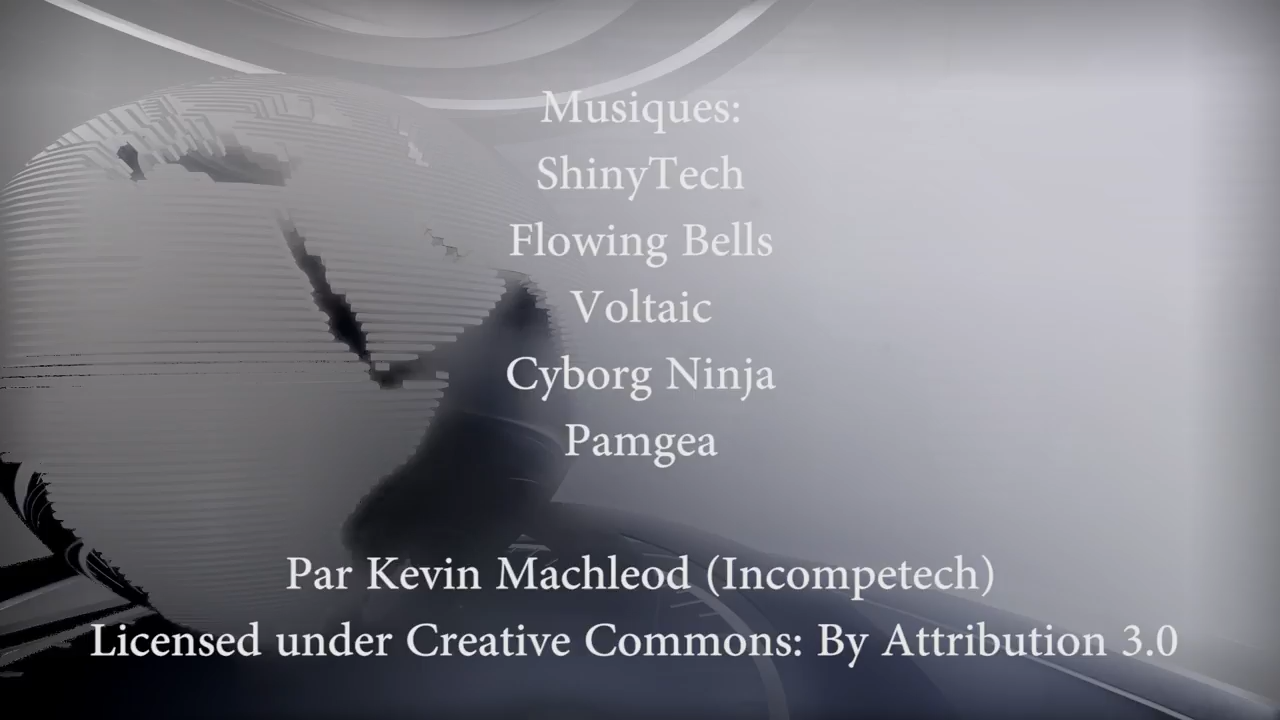 Musiques:
ShinyTech
Flowing Bells
Voltaic
Cyborg Ninja
Pamgea
Par Kevin Machleod (Incompetech)
Licensed under Creative Commons: By Attribution 3.0